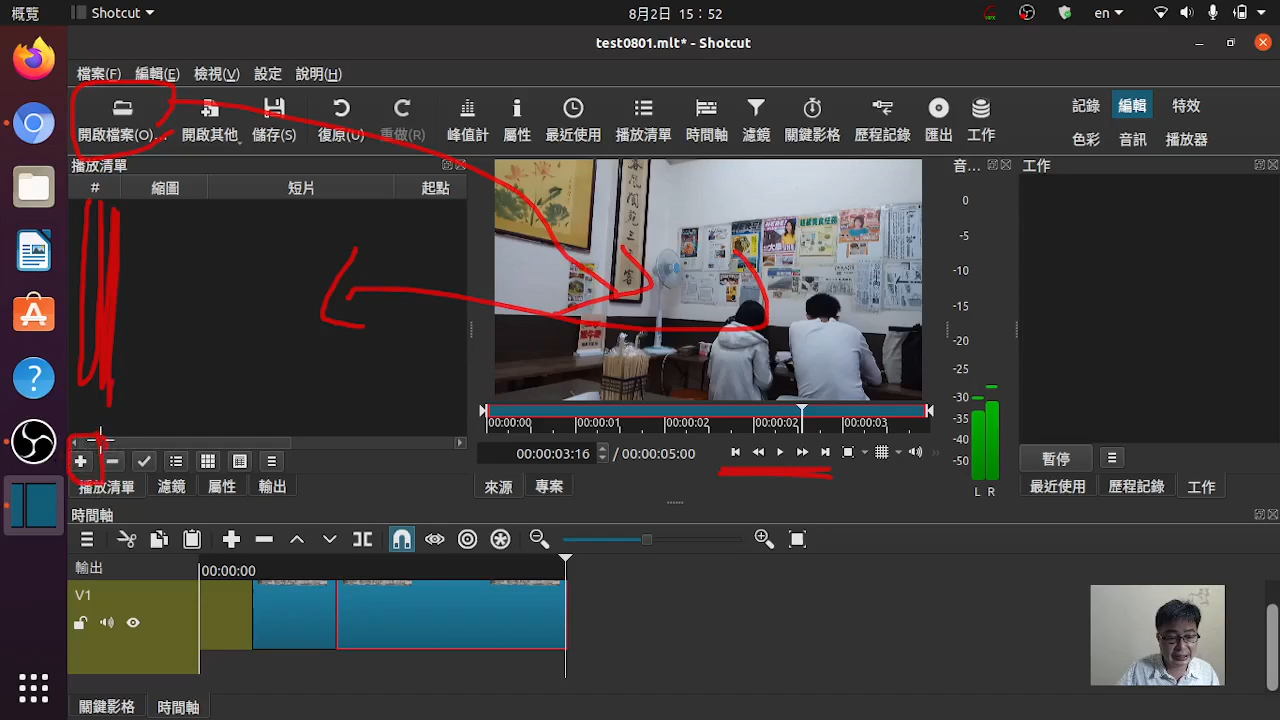 概覽 Shotcut 8月2日 15：52 en
test0801.mlt* - Shotcut
檔案(F) 編輯(E) 檢視(V) 設定 說明(H)
開啟檔案(O)... 開啟其他. 儲存(S) 復原(U) 重做(R) 峰值計 屬性 最近使用 播放清單 時間軸 濾鏡 關鍵影格 歷程記錄 匯出 工作
記錄 編輯 特效
色彩 音訊 播放器
播放清單 音... 工作
# 縮圖 短片 起點
0
-5
-10
-15
-20
-25
-30
-35
-40
-50
L R
00:00:00 00:00:01 00:00:02 00:00:02 00:00:03
00:00:03:16 / 00:00:05:00
暫停
播放清單 濾鏡 屬性 輸出 來源 專案 最近使用 歷程記錄 工作
時間軸
輸出 00:00:00
V1
關鍵影格 時間軸